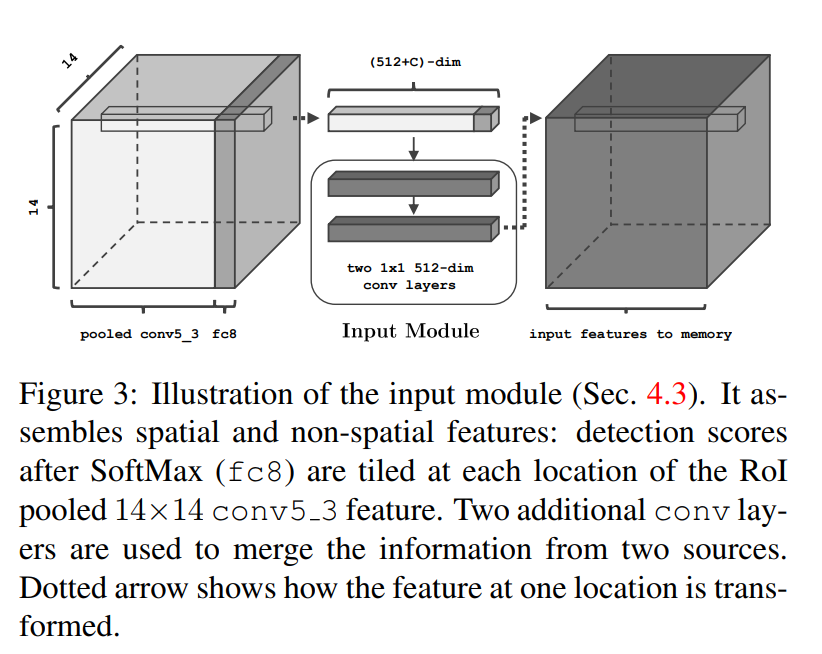 14
(512+C)-dim
14
two 1x1 512-dim
conv layers
pooled conv5_3 fc8
Input Module
input features to memory
Figure 3: Illustration of the input module (Sec. 4.3). It as-
sembles spatial and non-spatial features: detection scores
after SoftMax (fc8) are tiled at each location of the RoI
pooled 14×14 conv5_3 feature. Two additional conv lay-
ers are used to merge the information from two sources.
Dotted arrow shows how the feature at one location is trans-
formed.